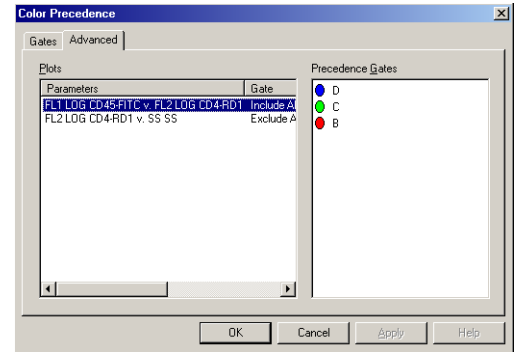 Color Precedence
Gates Advanced
Plots
Precedence Gates
Parameters Gate
FL1 LOG CD45-FITC v. FL2 LOG CD4-RD1 Include
FL2 LOG CD4-RD1 v. SS SS Exclude A
D
C
B
OK Cancel Apply Help